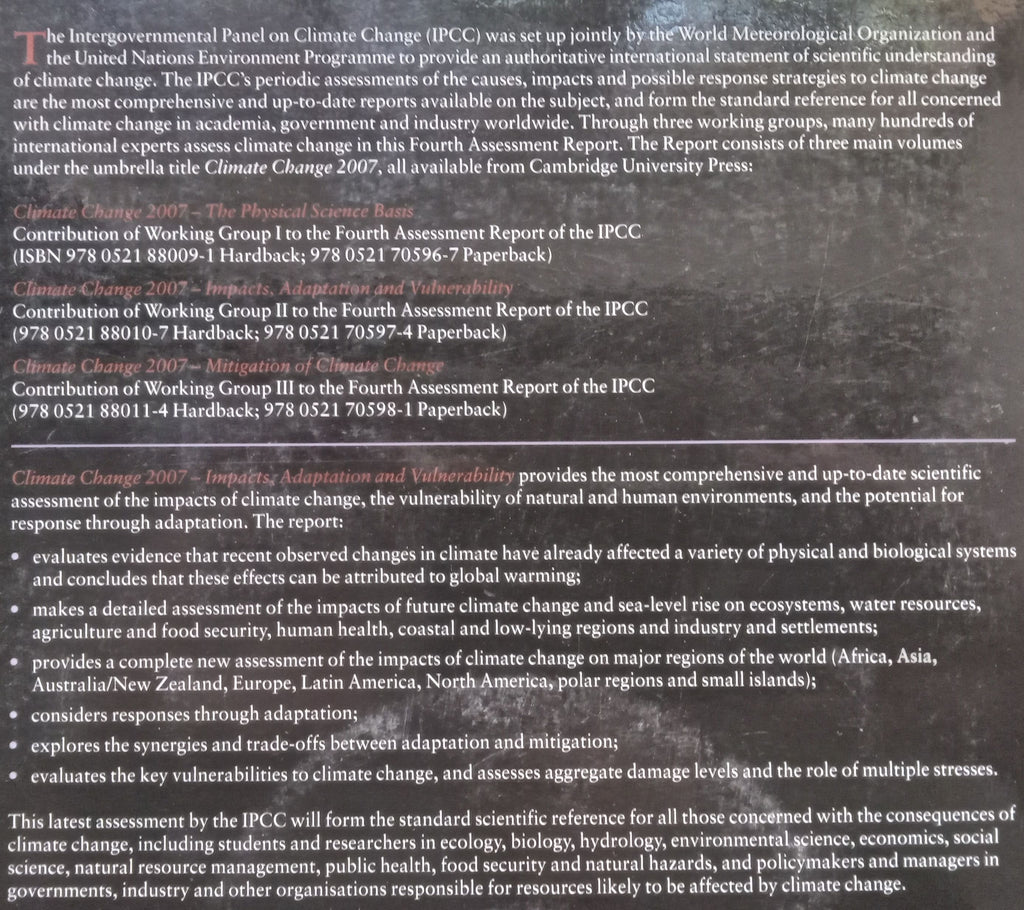 The Intergovernmental Panel on Climate Change (IPCC) was set up jointly by the World Meteorological Organization and
the United Nations Environment Programme to provide an authoritative international statement of scientific understanding
of climate change. The IPCC's periodic assessments of the causes, impacts and possible response strategies to climate change
are the most comprehensive and up-to-date reports available on the subject, and form the standard reference for all concerned
with climate change in academia, government and industry worldwide. Through three working groups, many hundreds of
international experts assess climate change in this Fourth Assessment Report. The Report consists of three main volumes
under the umbrella title Climate Change 2007, all available from Cambridge University Press:
Climate Change 2007 – The Physical Science Basis
Contribution of Working Group I to the Fourth Assessment Report of the IPCC
(ISBN 978 0521 88009-1 Hardback; 978 0521 70596-7 Paperback)
Climate Change 2007 – Impacts, Adaptation and Vulnerability
Contribution of Working Group II to the Fourth Assessment Report of the IPCC
(978 0521 88010-7 Hardback; 978 0521 70597-4 Paperback)
Climate Change 2007 – Mitigation of Climate Change
Contribution of Working Group III to the Fourth Assessment Report of the IPCC
(978 0521 88011-4 Hardback; 978 0521 70598-1 Paperback)
Climate Change 2007 – Impacts, Adaptation and Vulnerability provides the most comprehensive and up-to-date scientific
assessment of the impacts of climate change, the vulnerability of natural and human environments, and the potential for
response through adaptation. The report:
• evaluates evidence that recent observed changes in climate have already affected a variety of physical and biological systems
and concludes that these effects can be attributed to global warming;
• makes a detailed assessment of the impacts of future climate change and sea-level rise on ecosystems, water resources,
agriculture and food security, human health, coastal and low-lying regions and industry and settlements;
• provides a complete new assessment of the impacts of climate change on major regions of the world (Africa, Asia,
Australia/New Zealand, Europe, Latin America, North America, polar regions and small islands);
• considers responses through adaptation;
• explores the synergies and trade-offs between adaptation and mitigation;
• evaluates the key vulnerabilities to climate change, and assesses aggregate damage levels and the role of multiple stresses.
This latest assessment by the IPCC will form the standard scientific reference for all those concerned with the consequences of
climate change, including students and researchers in ecology, biology, hydrology, environmental science, economics, social
science, natural resource management, public health, food security and natural hazards, and policymakers and managers in
governments, industry and other organisations responsible for resources likely to be affected by climate change.